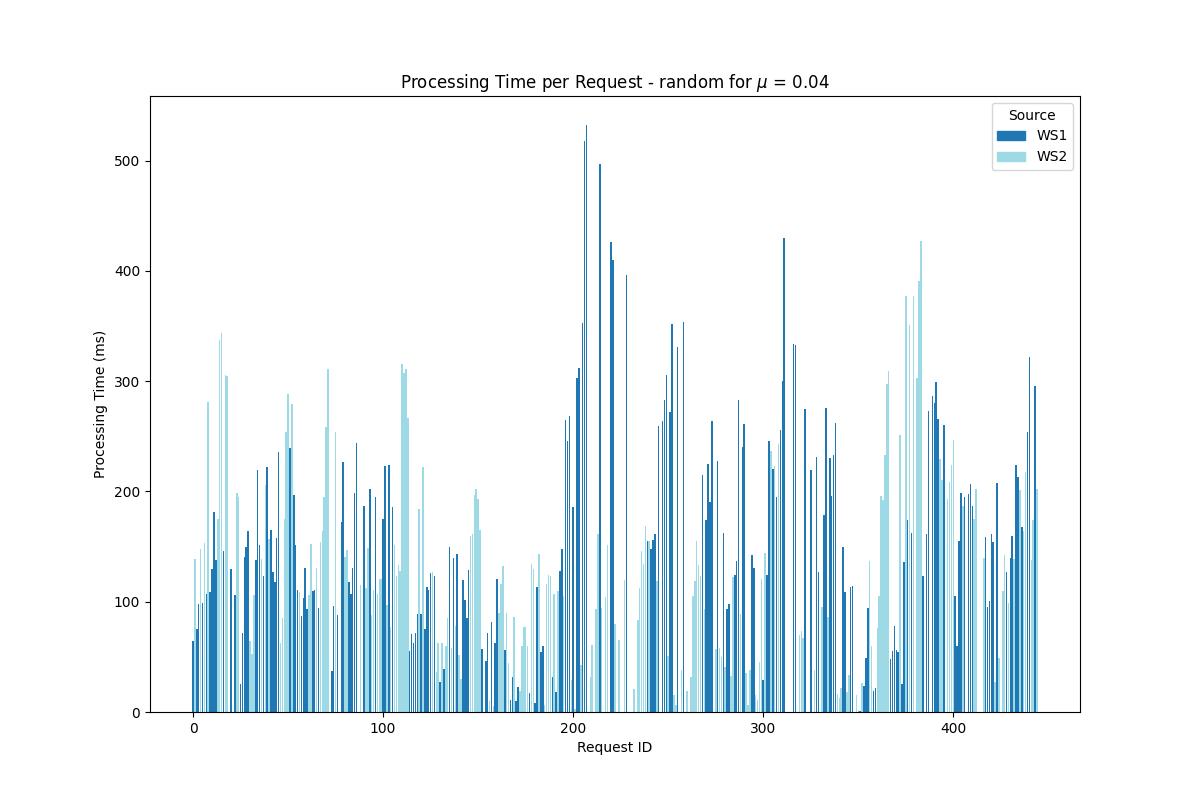 Processing Time per Request - random for μ = 0.04
Source
WS1
WS2
Processing Time (ms)
500
400
300
200
100
0
0 100 200 300 400
Request ID